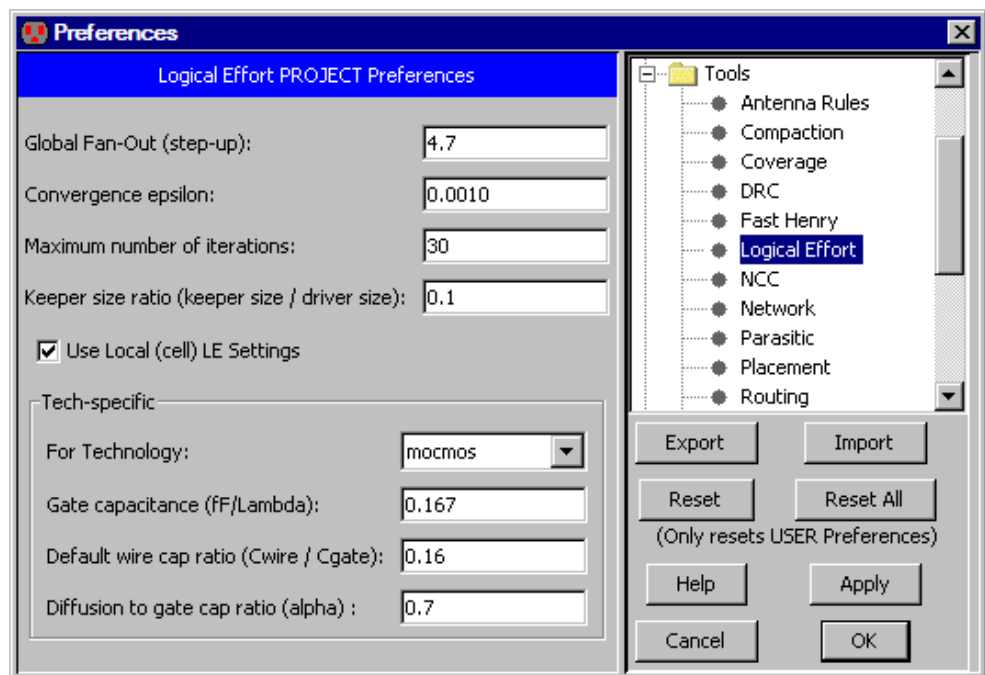 Preferences
Logical Effort PROJECT Preferences
Global Fan-Out (step-up): 4.7
Convergence epsilon: 0.0010
Maximum number of iterations: 30
Keeper size ratio (keeper size / driver size): 0.1
Use Local (cell) LE Settings
Tech-specific
For Technology: mocmos
Gate capacitance (fF/Lambda): 0.167
Default wire cap ratio (Cwire / Cgate): 0.16
Diffusion to gate cap ratio (alpha) : 0.7
Tools
Antenna Rules
Compaction
Coverage
DRC
Fast Henry
Logical Effort
NCC
Network
Parasitic
Placement
Routing
Export Import
Reset Reset All
(Only resets USER Preferences)
Help Apply
Cancel OK